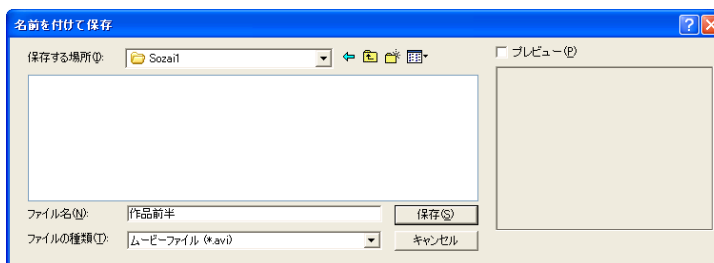 名前を付けて保存
保存する場所(I): Sozai1
プレビュー(P)
ファイル名(N): 作品前半 保存(S)
ファイルの種類(T): ムービーファイル (*.avi) キャンセル